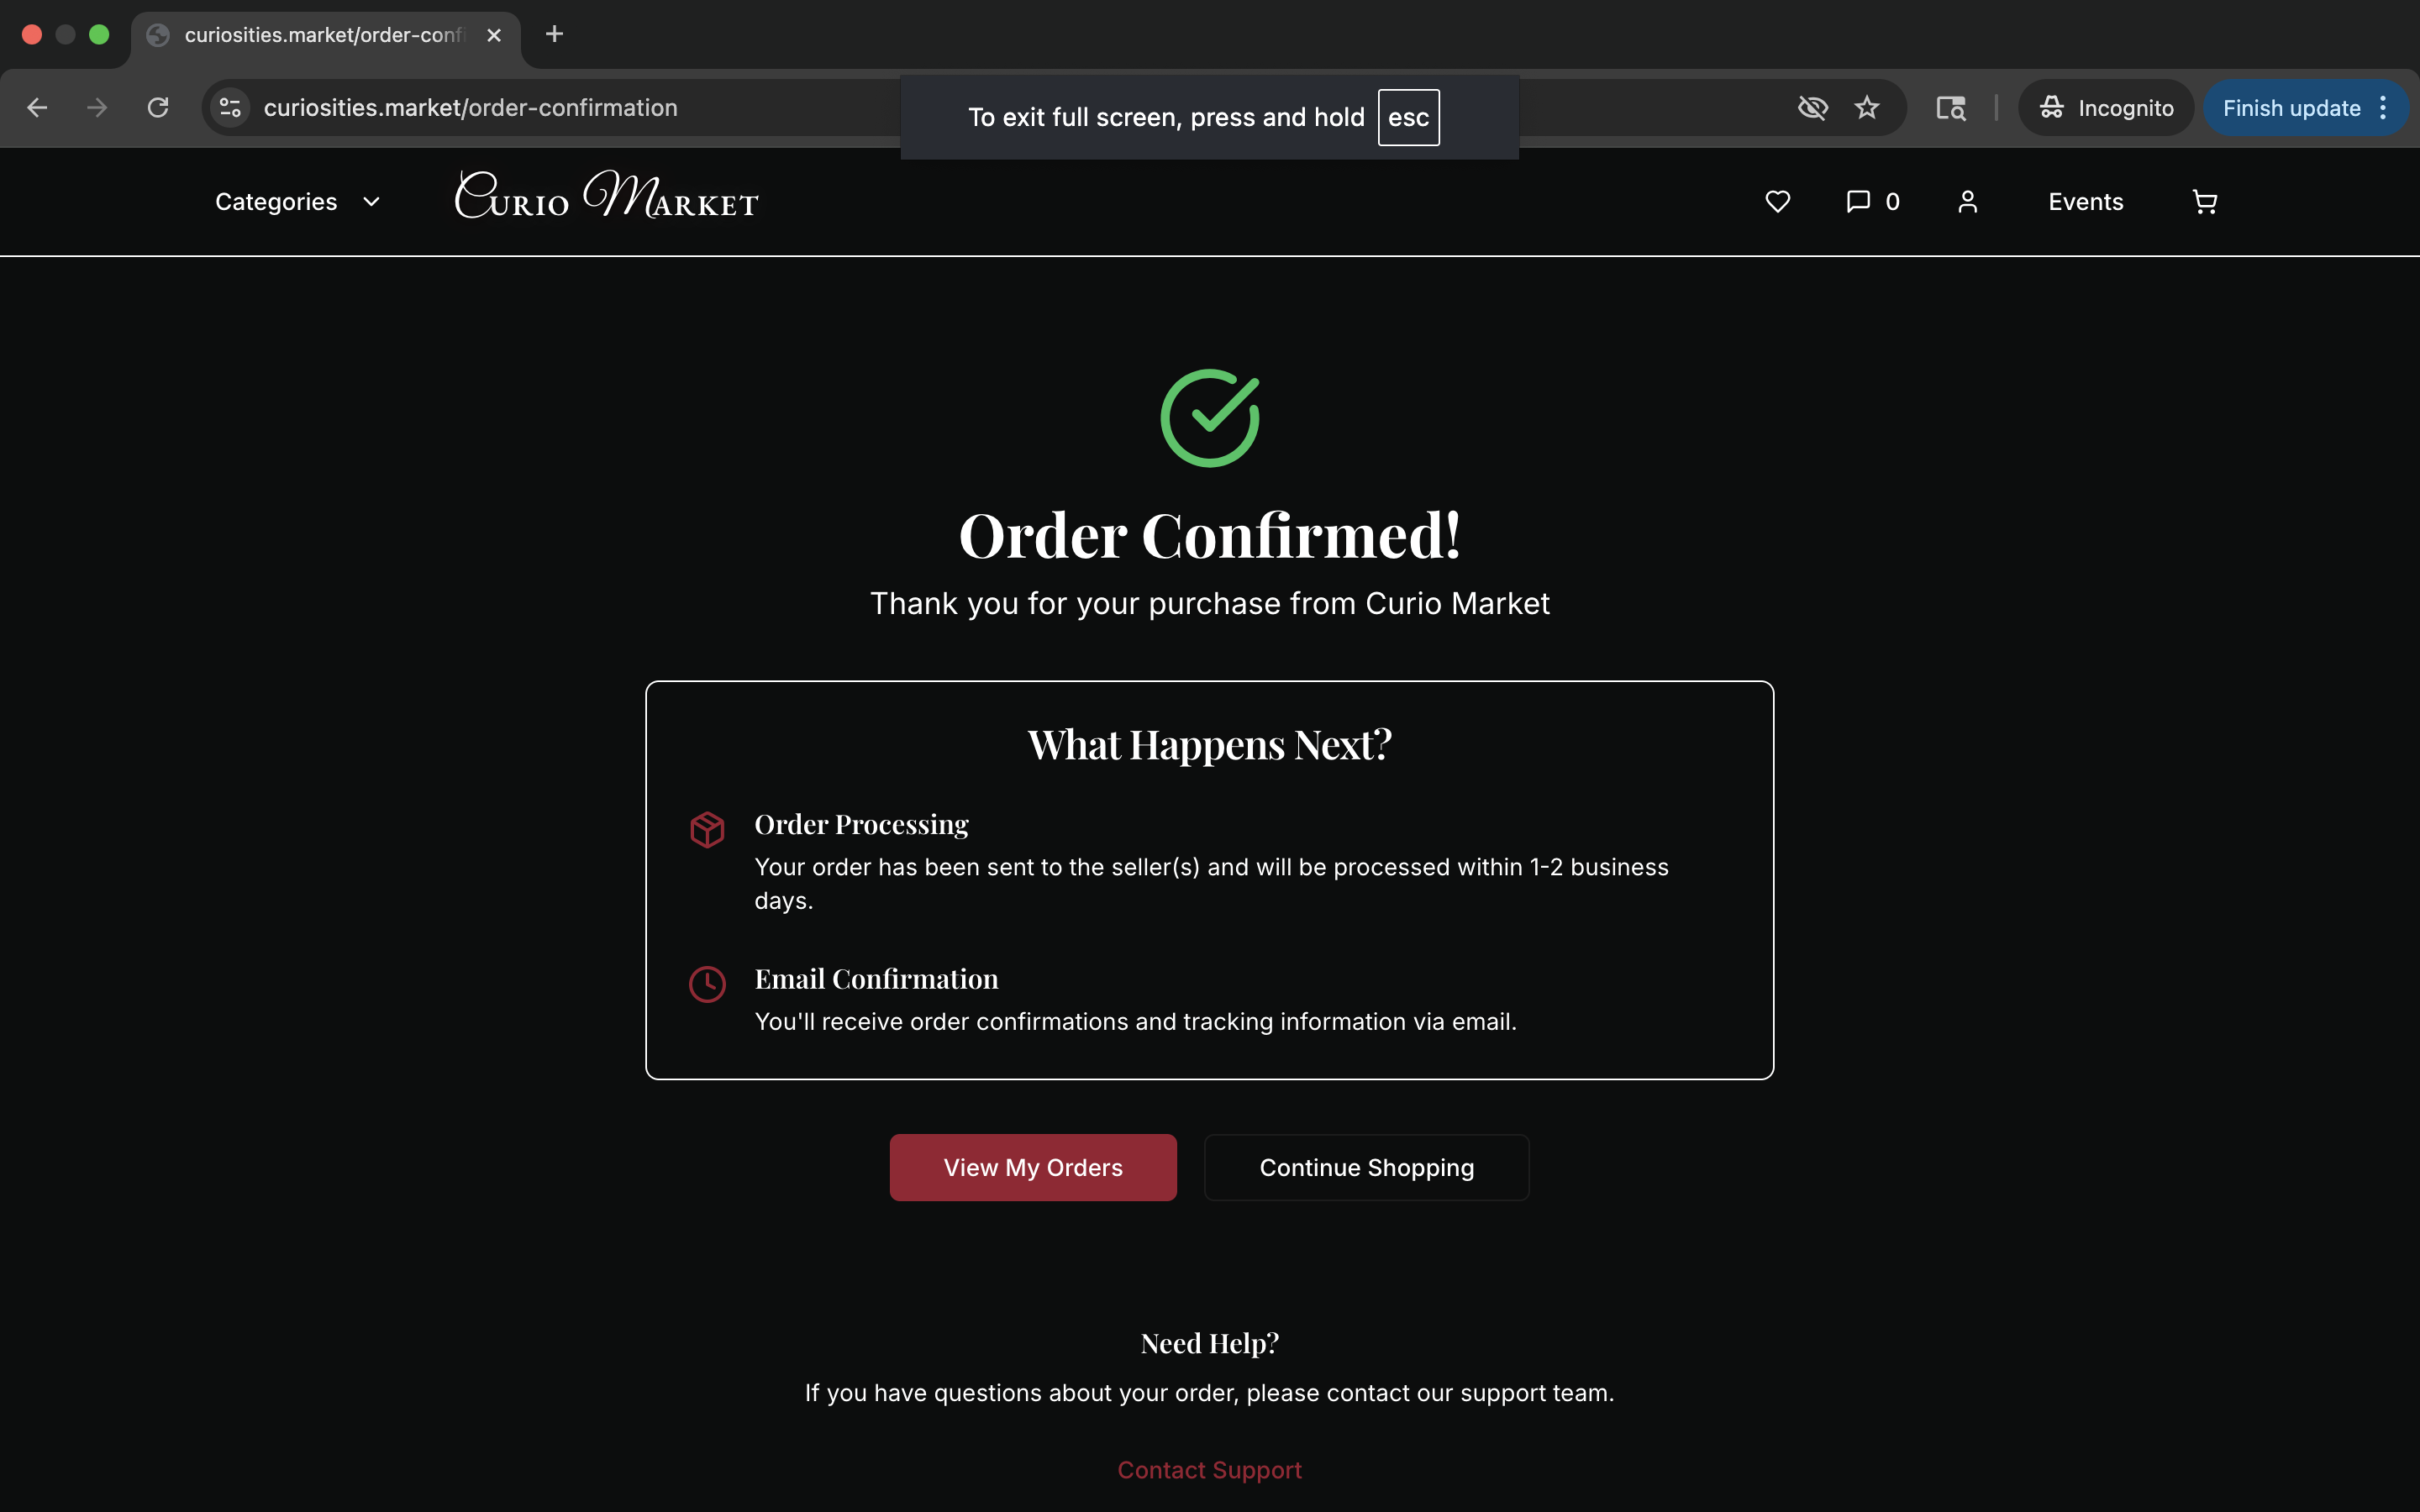 curiosities.market/order-conf
curiosities.market/order-confirmation
To exit full screen, press and hold esc
Incognito
Finish update
Categories
Curio Market
0
Events
Order Confirmed!
Thank you for your purchase from Curio Market
What Happens Next?
Order Processing
Your order has been sent to the seller(s) and will be processed within 1-2 business
days.
Email Confirmation
You'll receive order confirmations and tracking information via email.
View My Orders
Continue Shopping
Need Help?
If you have questions about your order, please contact our support team.
Contact Support